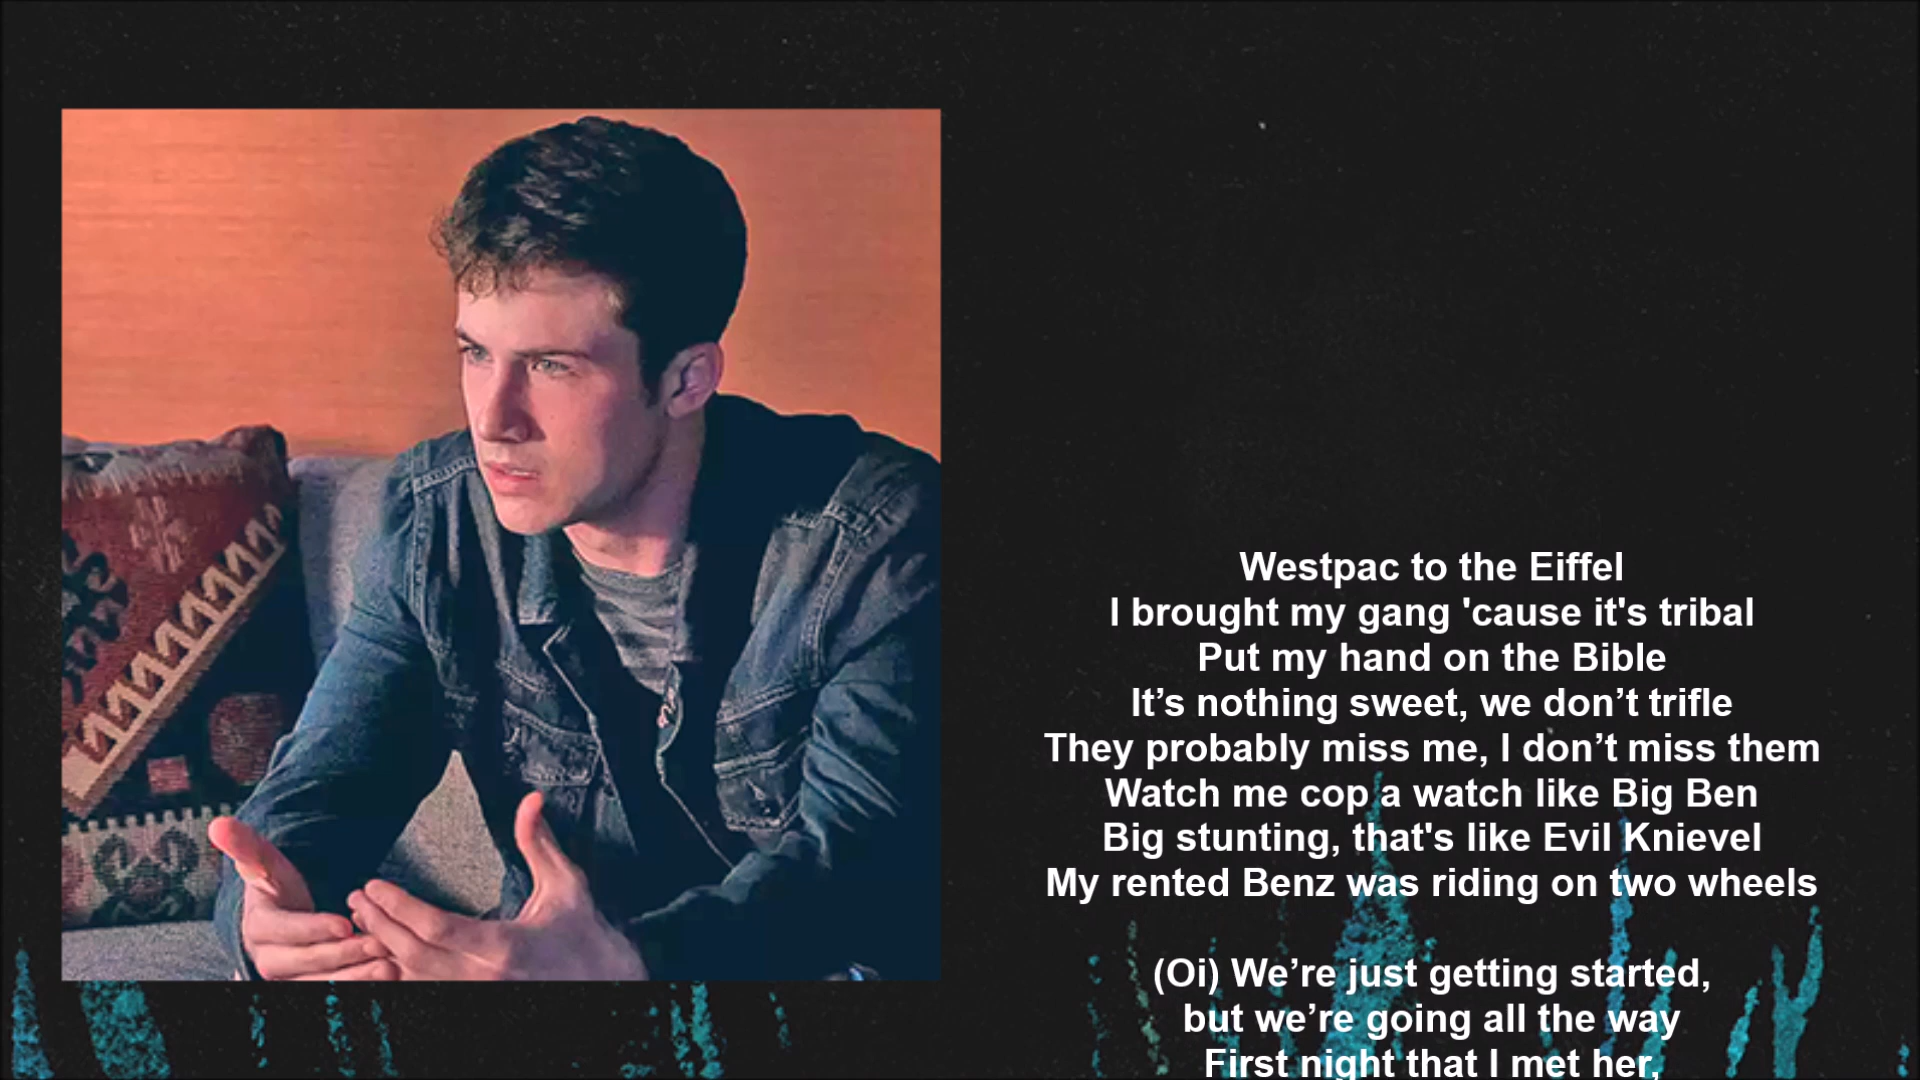 Westpac to the Eiffel
I brought my gang 'cause it's tribal
Put my hand on the Bible
It’s nothing sweet, we don’t trifle
They probably miss me, I don’t miss them
Watch me cop a watch like Big Ben
Big stunting, that's like Evil Knievel
My rented Benz was riding on two wheels
(Oi) We’re just getting started,
but we’re going all the way
First night that I met her,